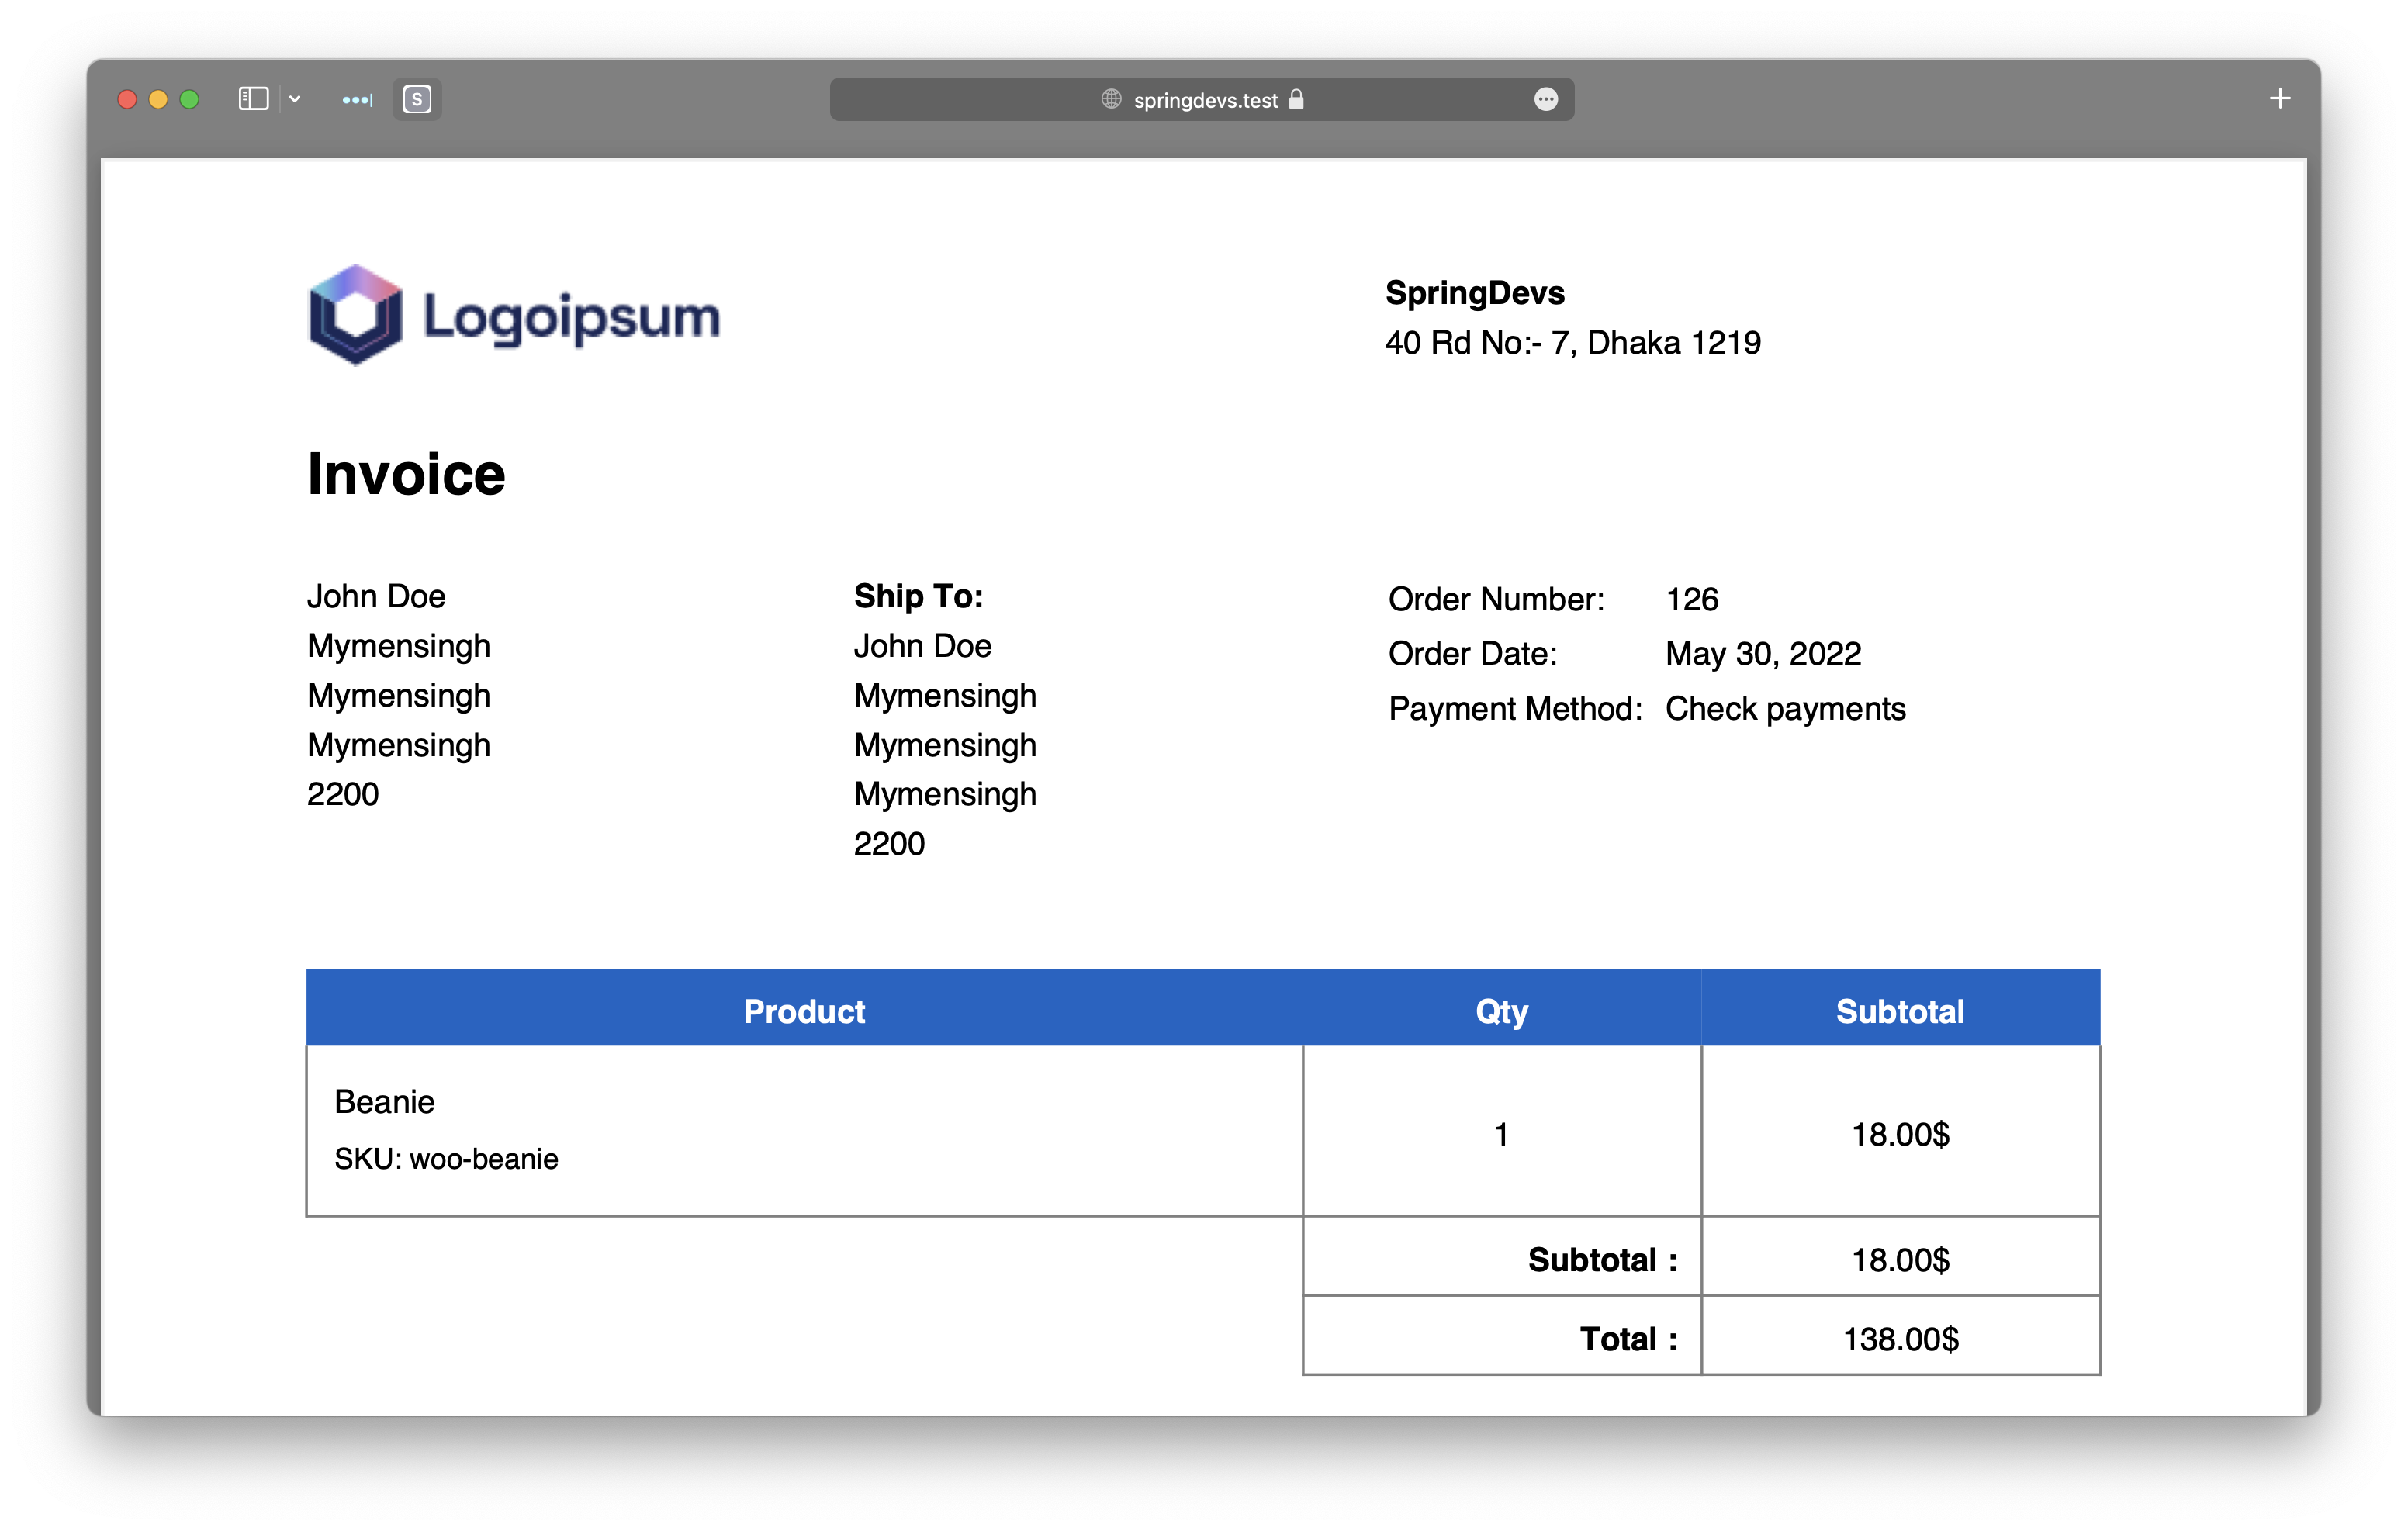 S
springdevs.test
Logoipsum
SpringDevs
40 Rd No:- 7, Dhaka 1219
Invoice
John Doe
Mymensingh
Mymensingh
Mymensingh
2200
Ship To:
John Doe
Mymensingh
Mymensingh
Mymensingh
2200
Order Number: 126
Order Date: May 30, 2022
Payment Method: Check payments
Product Qty Subtotal
Beanie
SKU: woo-beanie
1 18.00$
Subtotal : 18.00$
Total : 138.00$